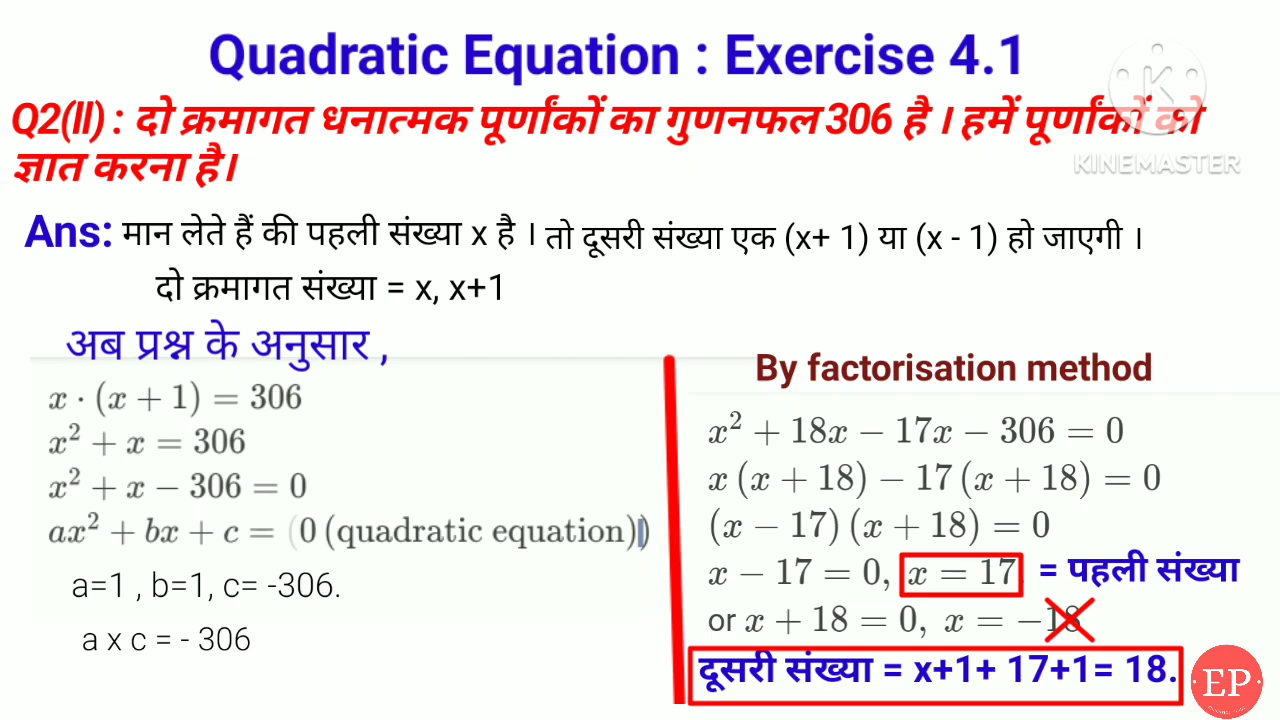 Quadratic Equation : Exercise 4.1
Q2(ll) : दो क्रमागत धनात्मक पूर्णांकों का गुणनफल 306 है । हमें पूर्णांकों को
ज्ञात करना है।
KINEMASTER
Ans: मान लेते हैं की पहली संख्या x है । तो दूसरी संख्या एक (x+ 1) या (x - 1) हो जाएगी ।
दो क्रमागत संख्या = x, x+1
अब प्रश्न के अनुसार ,
x · (x + 1) = 306
x² + x = 306
x² + x − 306 = 0
ax² + bx + c = (0 (quadratic equation))
a=1 , b=1, c= -306.
a x c = - 306
By factorisation method
x² + 18x − 17x − 306 = 0
x (x + 18) − 17 (x + 18) = 0
(x − 17) (x + 18) = 0
x − 17 = 0, x = 17 = पहली संख्या
or x + 18 = 0, x = −18
दूसरी संख्या = x+1+ 17+1= 18.
EP